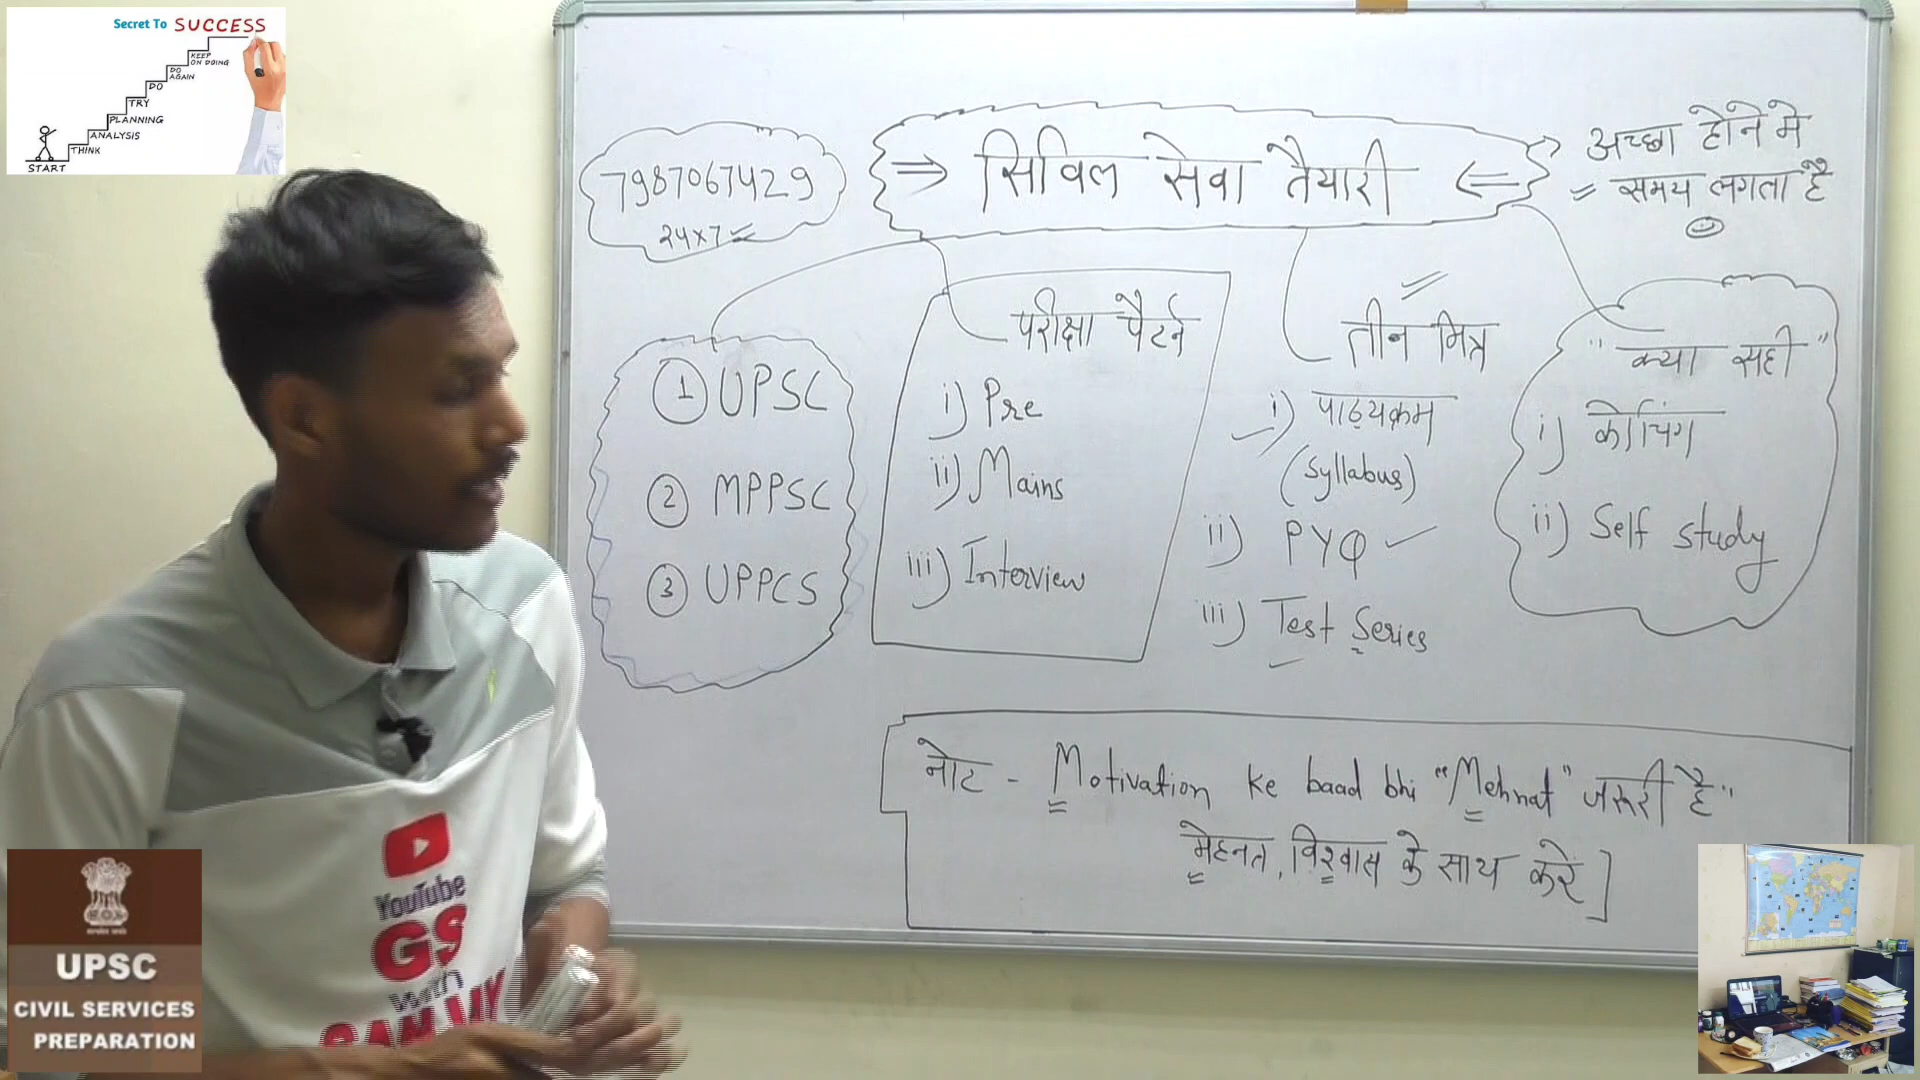 Secret To SUCCESS
KEEP
ON DOING
DO
AGAIN
DO
TRY
PLANNING
ANALYSIS
THINK
START
7987067429
24x7
⇒ सिविल सेवा तैयारी ⇐
अच्छा होने मे
= समय लगता है
① UPSC
② MPPSC
③ UPPCS
परीक्षा पैटर्न
i) Pre
ii) Mains
iii) Interview
तीन मित्र
i) पाठ्यक्रम
(Syllabus)
ii) PYQ
iii) Test Series
"क्या सही"
i) कोचिंग
ii) Self study
नोट - Motivation ke baad bhi "Mehnat" जरूरी है"
मेहनत, विश्वास के साथ करें]
YouTube
GS
with
SAMMY
UPSC
CIVIL SERVICES
PREPARATION